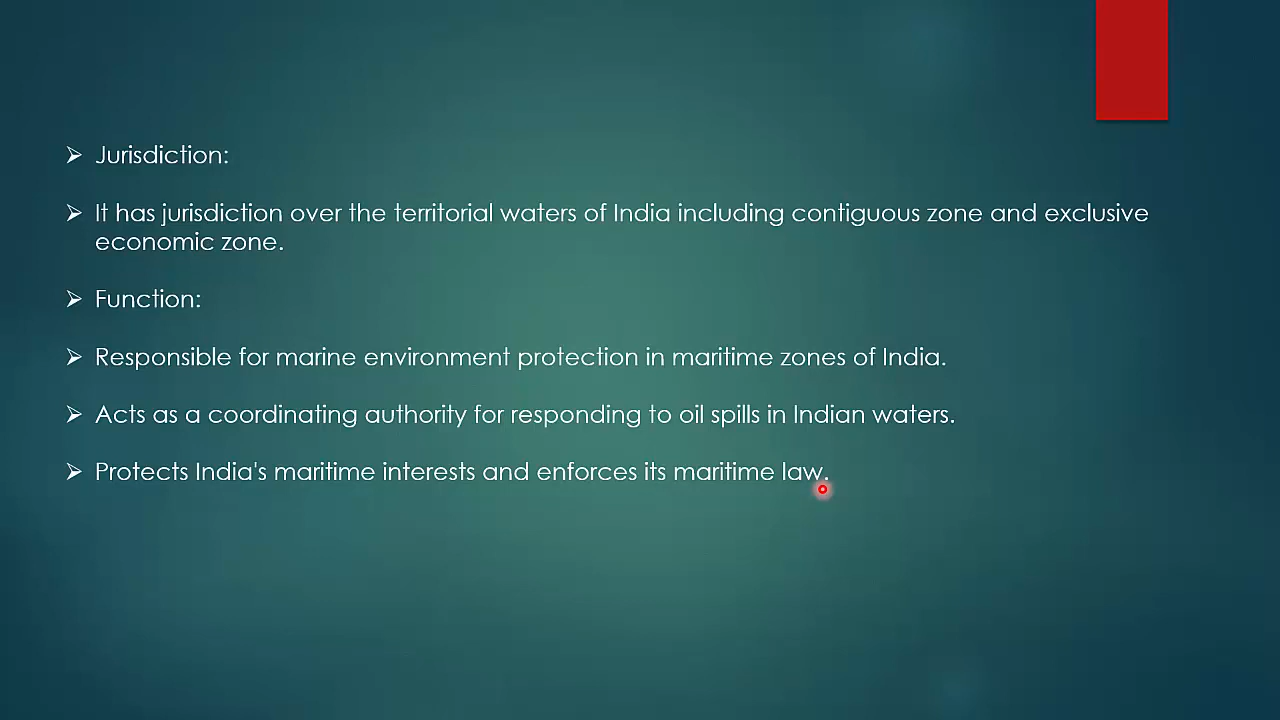 Jurisdiction:
It has jurisdiction over the territorial waters of India including contiguous zone and exclusive
economic zone.
Function:
Responsible for marine environment protection in maritime zones of India.
Acts as a coordinating authority for responding to oil spills in Indian waters.
Protects India's maritime interests and enforces its maritime law.